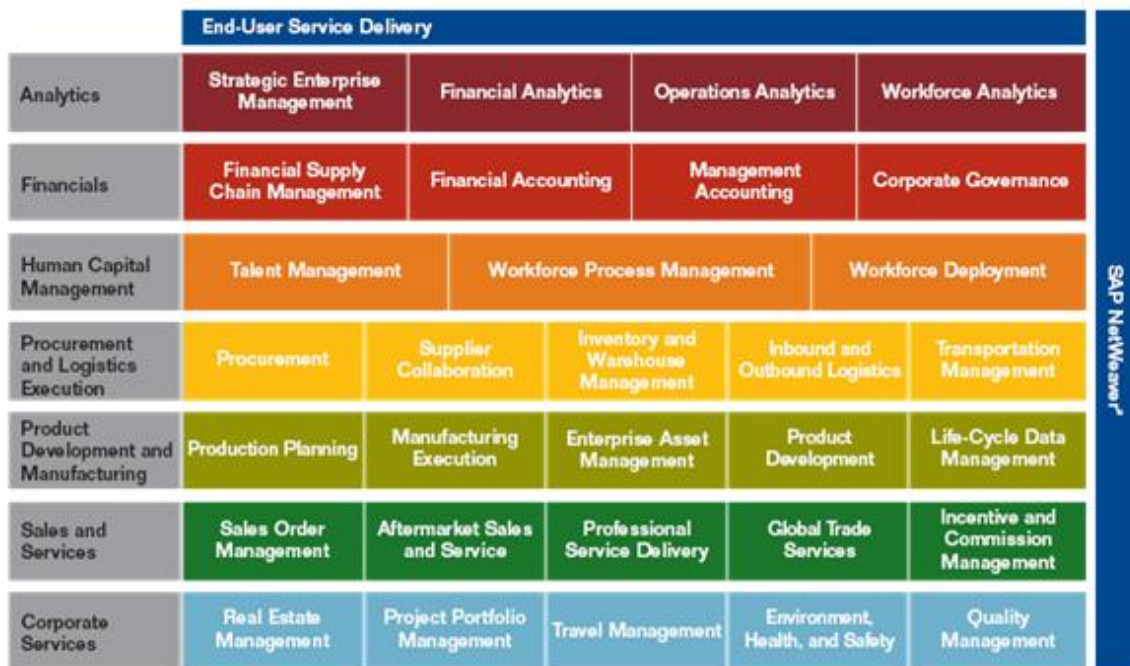 End-User Service Delivery
Analytics
Strategic Enterprise
Management
Financial Analytics
Operations Analytics
Workforce Analytics
Financials
Financial Supply
Chain Management
Financial Accounting
Management
Accounting
Corporate Governance
Human Capital
Management
Talent Management
Workforce Process Management
Workforce Deployment
Procurement
and Logistics
Execution
Procurement
Supplier
Collaboration
Inventory and
Warehouse
Management
Inbound and
Outbound Logistics
Transportation
Management
Product
Development and
Manufacturing
Production Planning
Manufacturing
Execution
Enterprise Asset
Management
Product
Development
Life-Cycle Data
Management
Sales and
Services
Sales Order
Management
Aftermarket Sales
and Service
Professional
Service Delivery
Global Trade
Services
Incentive and
Commission
Management
Corporate
Services
Real Estate
Management
Project Portfolio
Management
Travel Management
Environment,
Health, and Safety
Quality
Management
SAP NetWeaver